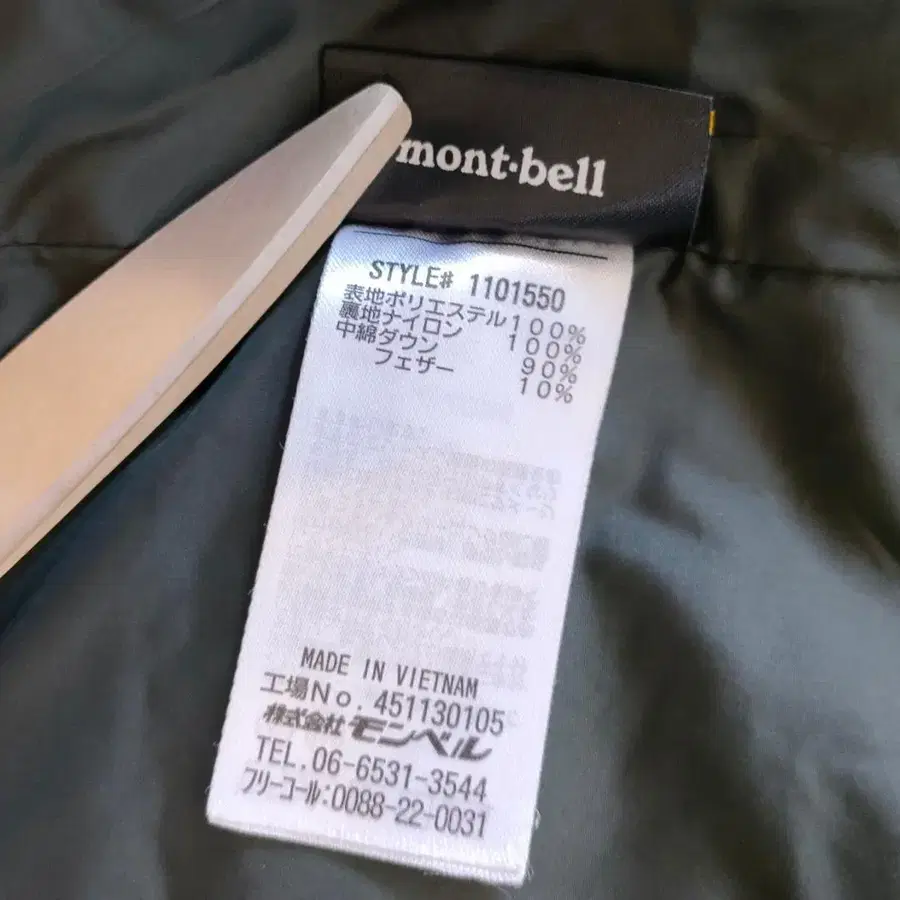 mont·bell
STYLE# 1101550
表地ポリエステル100%
裏地ナイロン 100%
中綿ダウン 90%
フェザー 10%
MADE IN VIETNAM
工場No. 451130105
株式会社モンベル
TEL.06-6531-3544
フリーコール:0088-22-0031